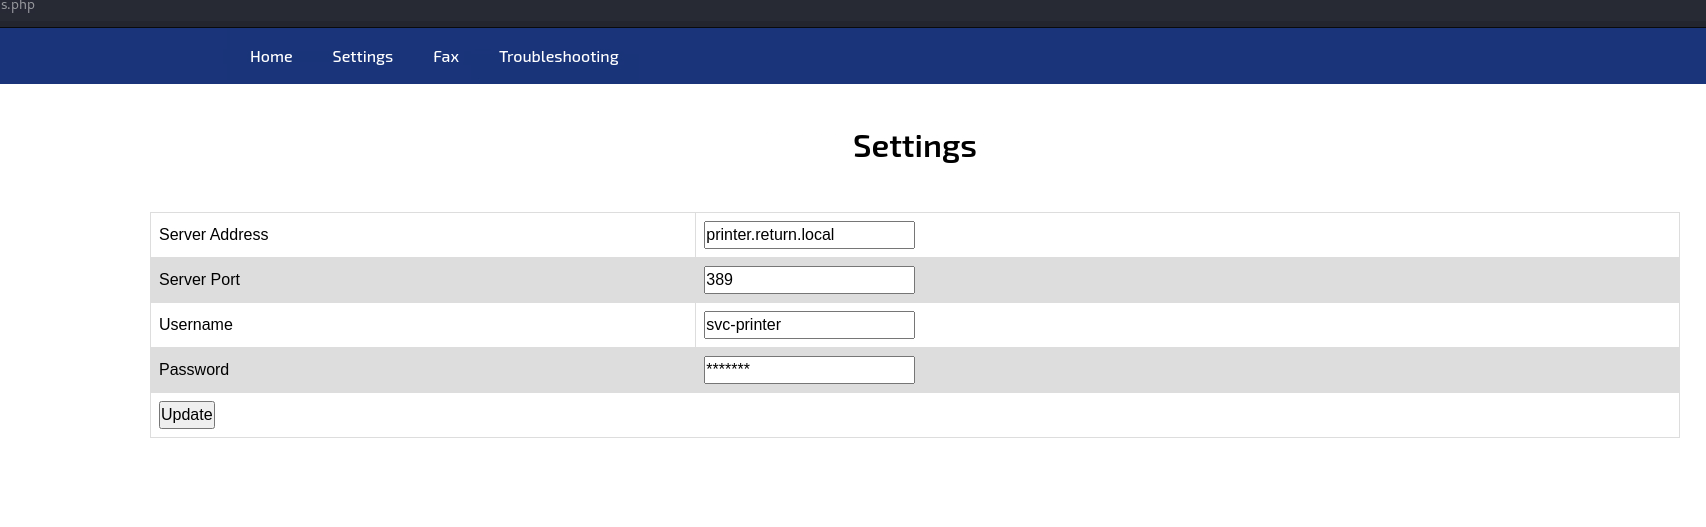 s.php
Home Settings Fax Troubleshooting
Settings
Server Address printer.return.local
Server Port 389
Username svc-printer
Password *******
Update